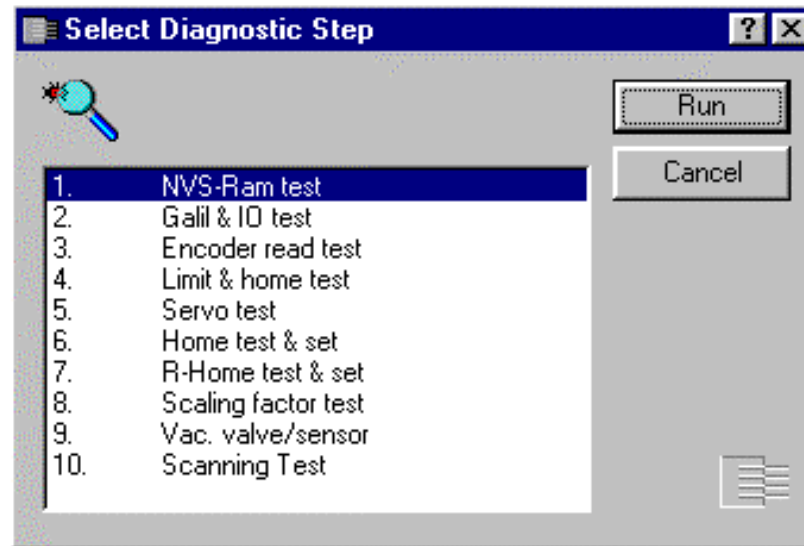 Select Diagnostic Step
Run
Cancel
1. NVS-Ram test
2. Galil & IO test
3. Encoder read test
4. Limit & home test
5. Servo test
6. Home test & set
7. R-Home test & set
8. Scaling factor test
9. Vac. valve/sensor
10. Scanning Test